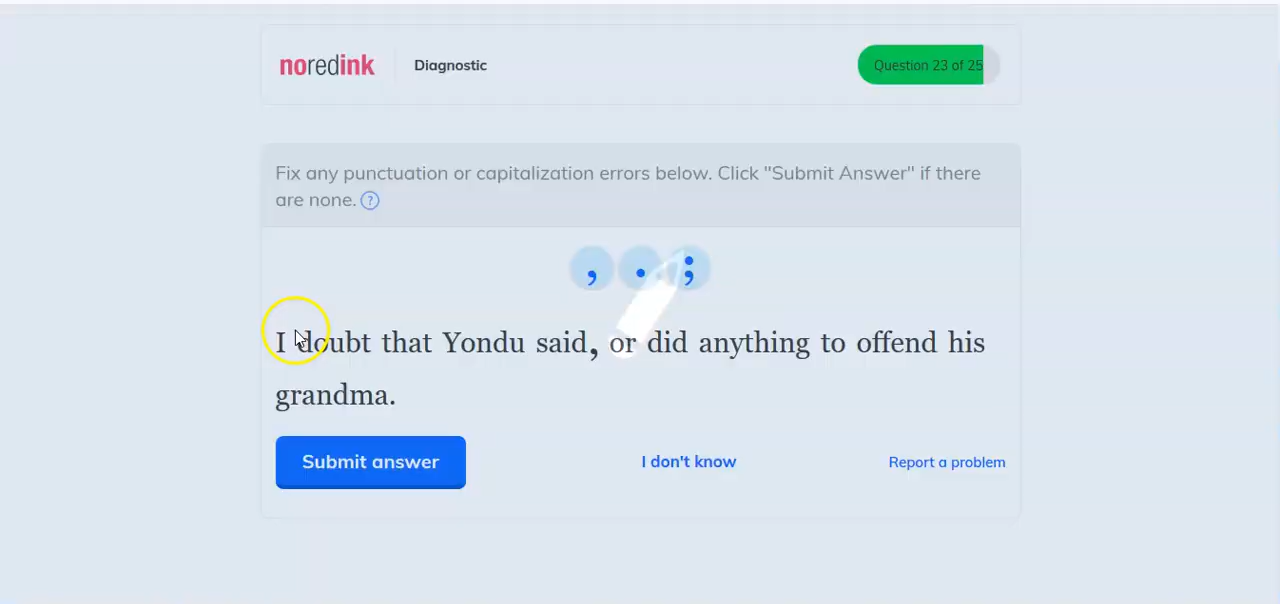 noredink
Diagnostic
Question 23 of 25
Fix any punctuation or capitalization errors below. Click "Submit Answer" if there
are none. ?
, . ;
I doubt that Yondu said, or did anything to offend his
grandma.
Submit answer
I don't know
Report a problem